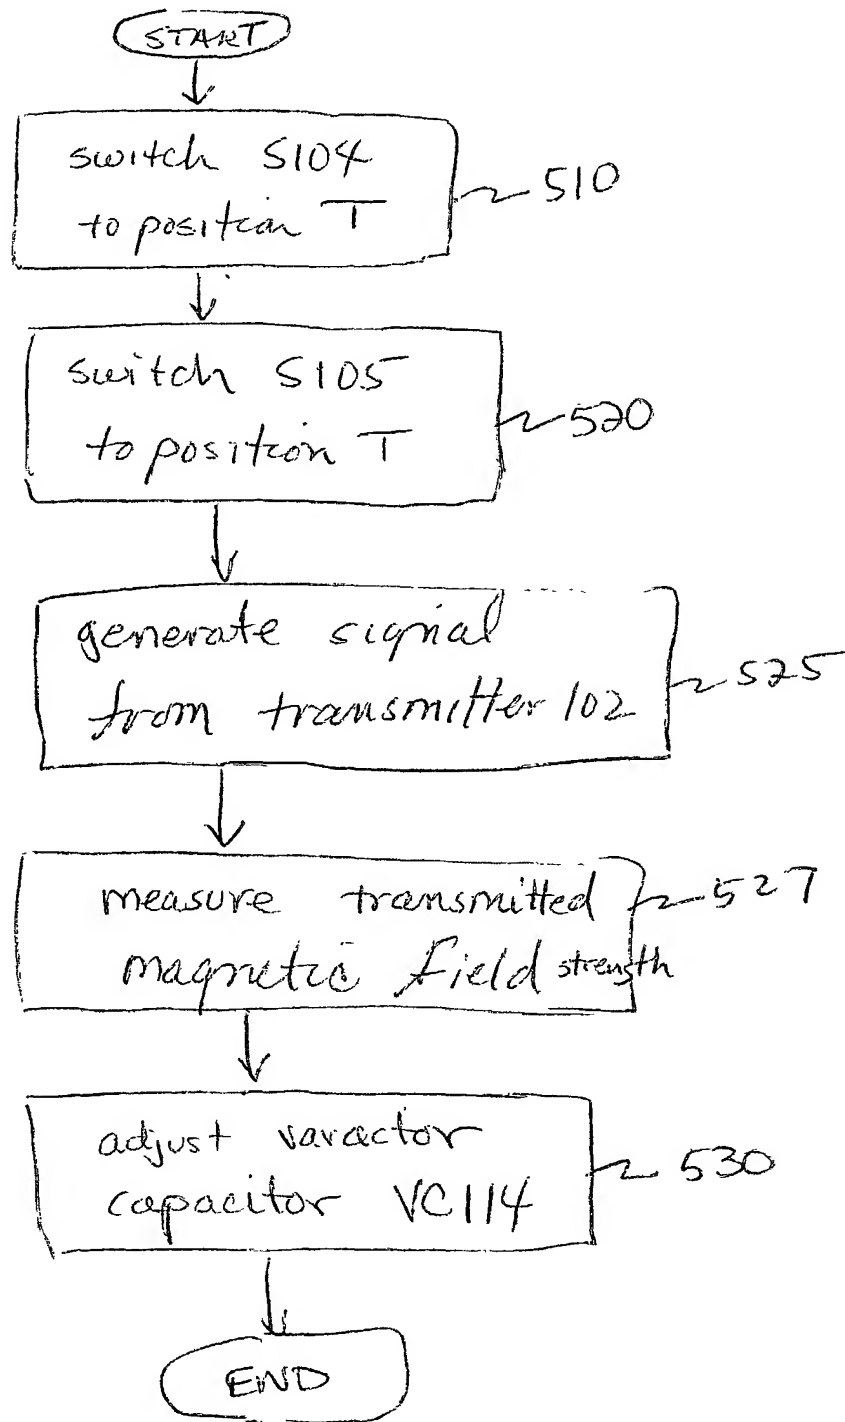 START
switch S104
to position T
510
switch S105
to position T
520
generate signal
from transmitter 102
525
measure transmitted
magnetic field strength
527
adjust varactor
capacitor VC114
530
END